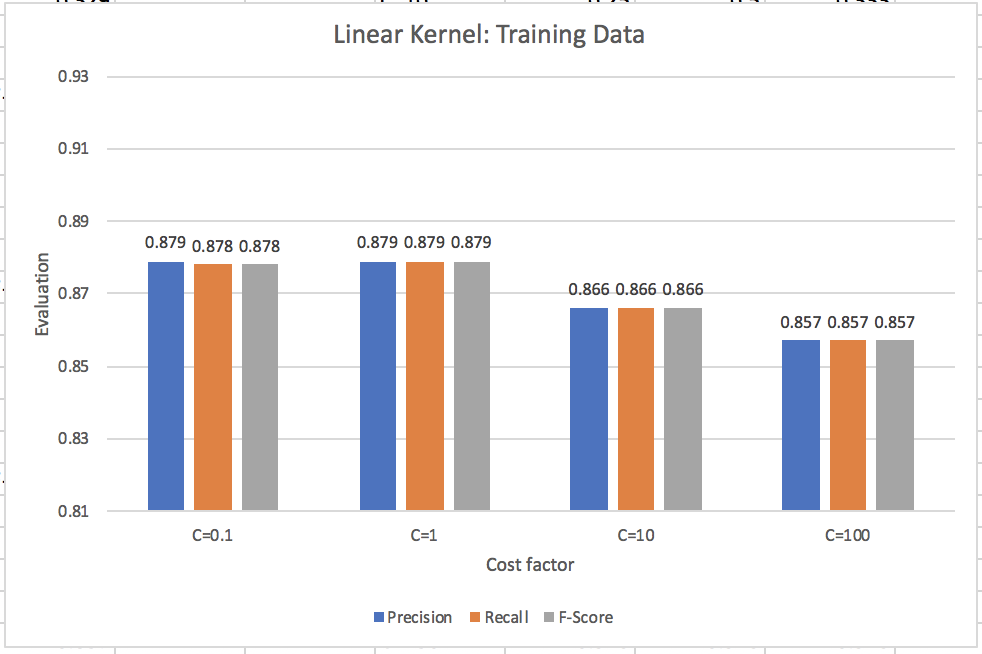 Linear Kernel: Training Data
0.93
0.91
0.89
0.87
0.85
0.83
0.81
Evaluation
0.879 0.878 0.878
0.879 0.879 0.879
0.866 0.866 0.866
0.857 0.857 0.857
C=0.1 C=1 C=10 C=100
Cost factor
Precision Recall F-Score